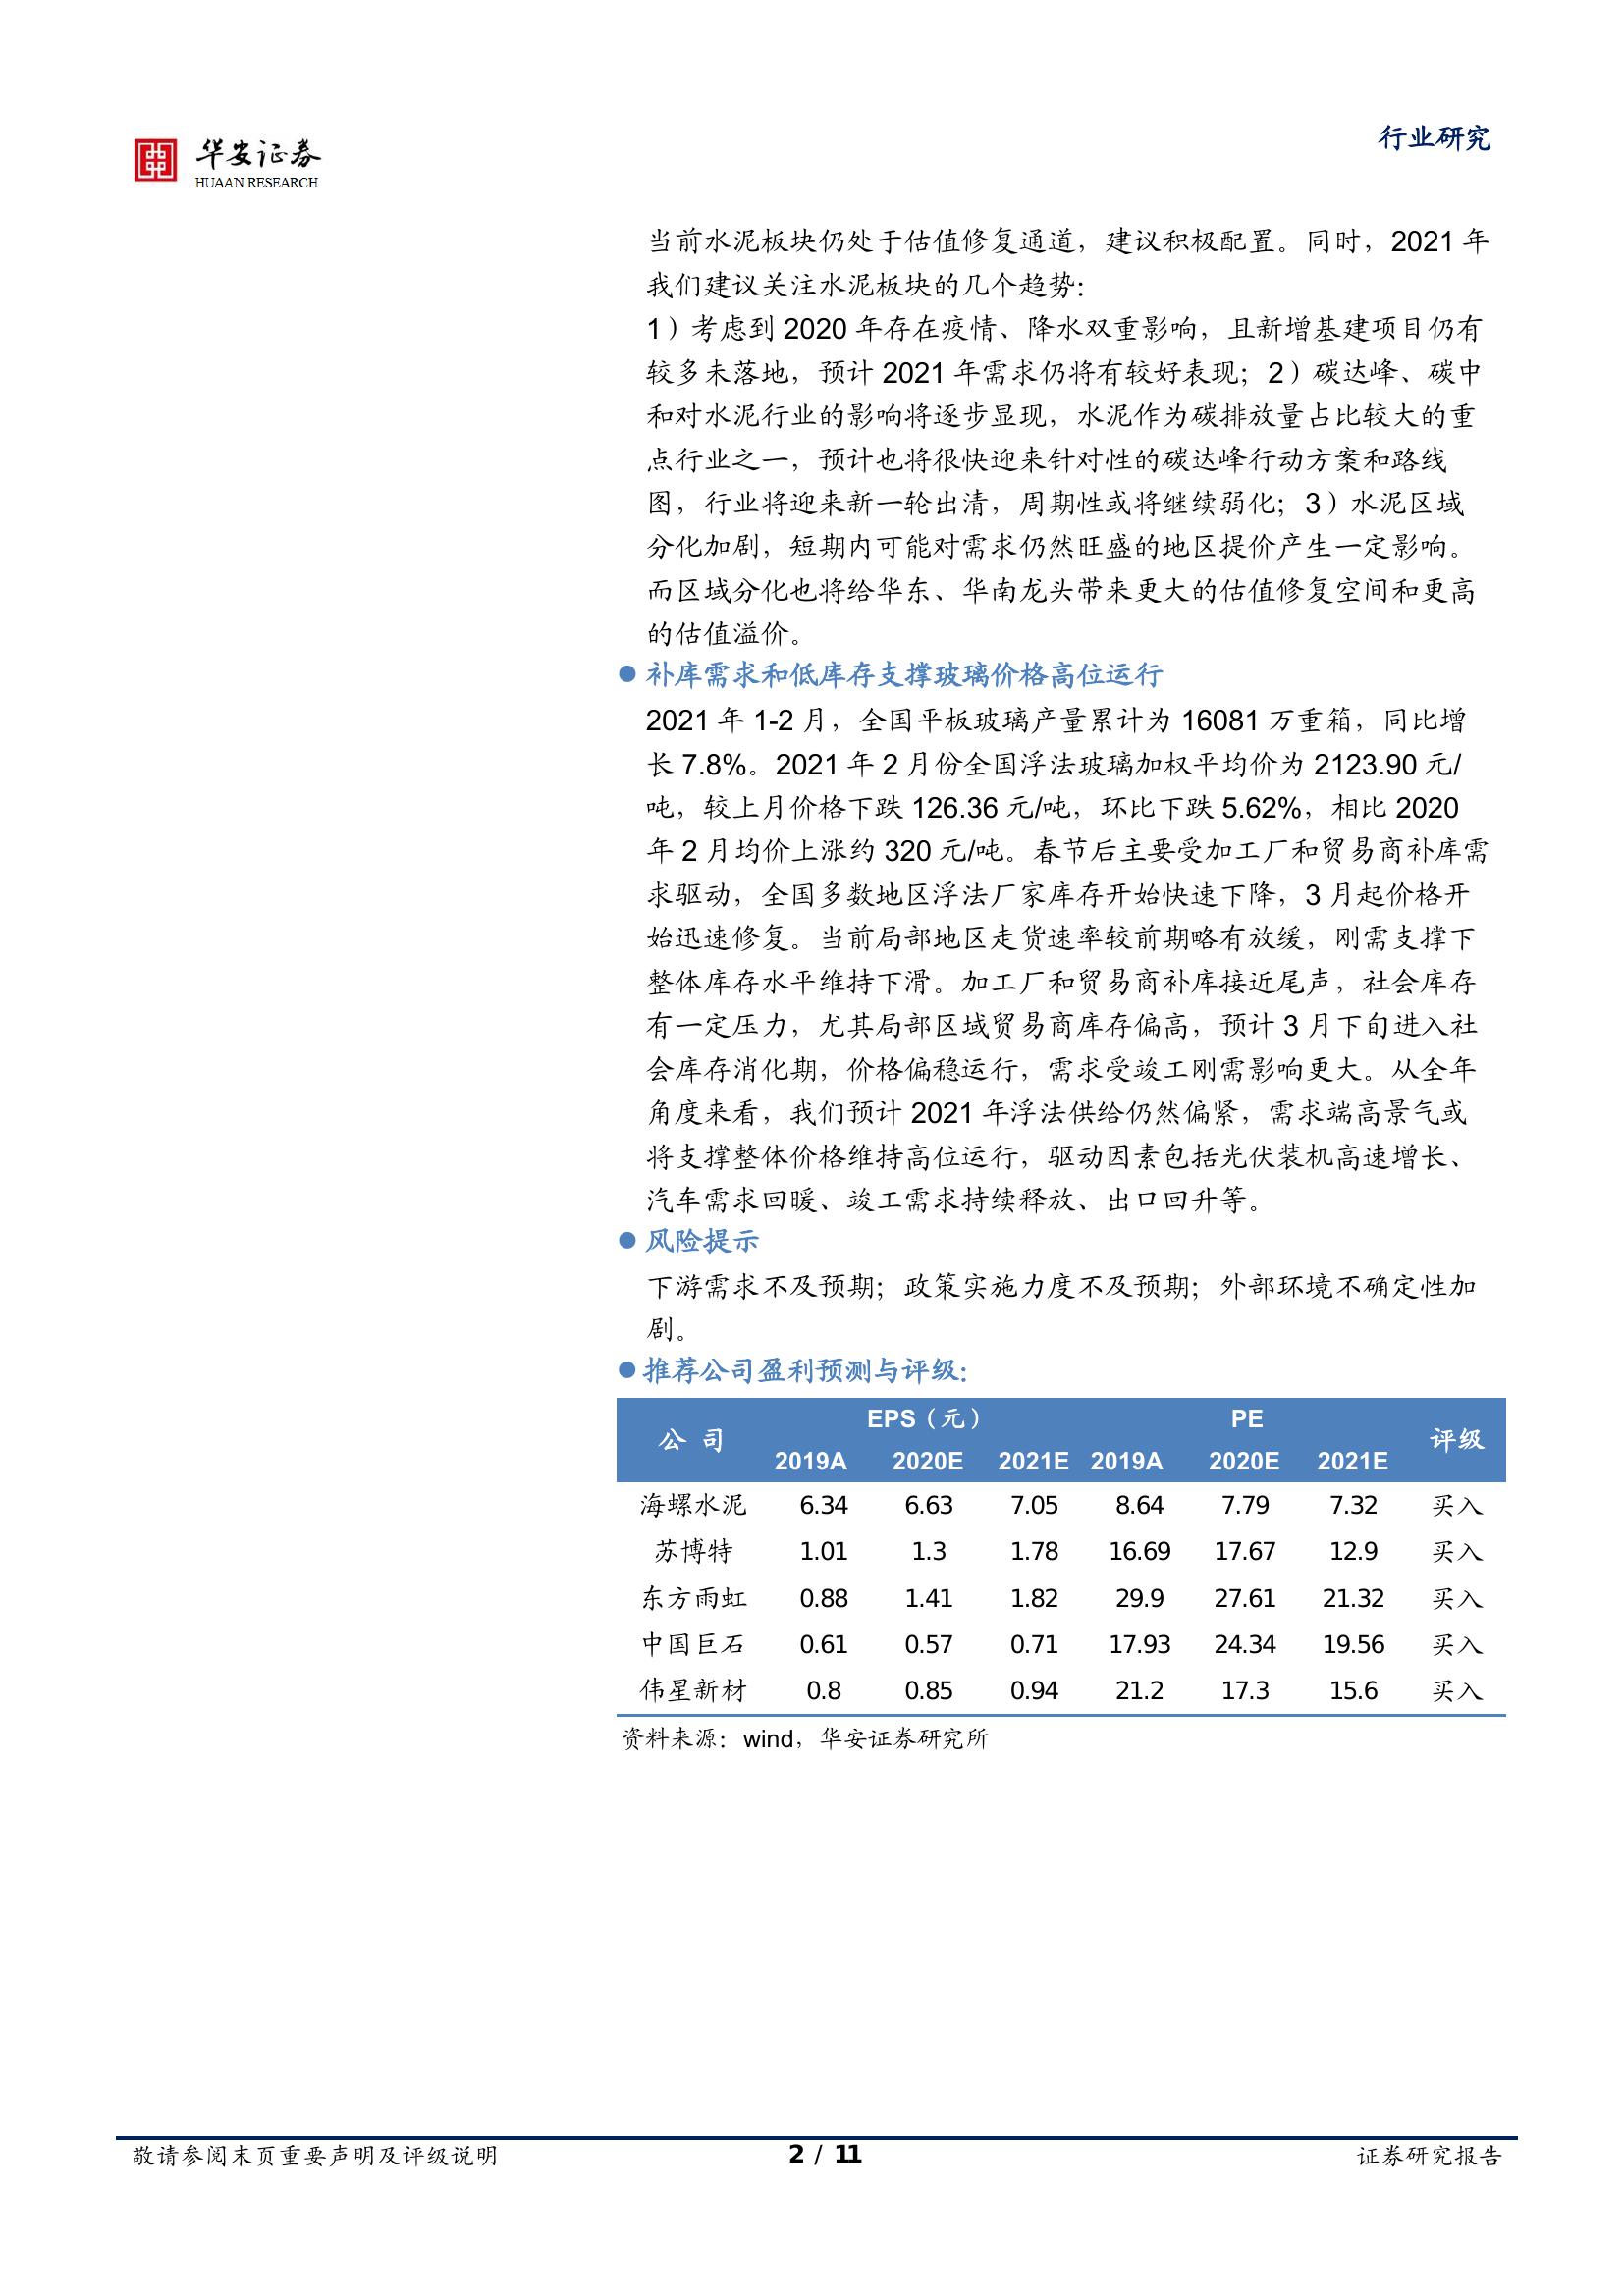 华安证券
HUAAN RESEARCH
行业研究
当前水泥板块仍处于估值修复通道，建议积极配置。同时，2021 年
我们建议关注水泥板块的几个趋势：
1）考虑到 2020 年存在疫情、降水双重影响，且新增基建项目仍有
较多未落地，预计 2021 年需求仍将有较好表现；2）碳达峰、碳中
和对水泥行业的影响将逐步显现，水泥作为碳排放量占比较大的重
点行业之一，预计也将很快迎来针对性的碳达峰行动方案和路线
图，行业将迎来新一轮出清，周期性或将继续弱化；3）水泥区域
分化加剧，短期内可能对需求仍然旺盛的地区提价产生一定影响。
而区域分化也将给华东、华南龙头带来更大的估值修复空间和更高
的估值溢价。
● 补库需求和低库存支撑玻璃价格高位运行
2021 年 1-2 月，全国平板玻璃产量累计为 16081 万重箱，同比增
长 7.8%。2021 年 2 月份全国浮法玻璃加权平均价为 2123.90 元/
吨，较上月价格下跌 126.36 元/吨，环比下跌 5.62%，相比 2020
年 2 月均价上涨约 320 元/吨。春节后主要受加工厂和贸易商补库需
求驱动，全国多数地区浮法厂家库存开始快速下降，3 月起价格开
始迅速修复。当前局部地区走货速率较前期略有放缓，刚需支撑下
整体库存水平维持下滑。加工厂和贸易商补库接近尾声，社会库存
有一定压力，尤其局部区域贸易商库存偏高，预计 3 月下旬进入社
会库存消化期，价格偏稳运行，需求受竣工刚需影响更大。从全年
角度来看，我们预计 2021 年浮法供给仍然偏紧，需求端高景气或
将支撑整体价格维持高位运行，驱动因素包括光伏装机高速增长、
汽车需求回暖、竣工需求持续释放、出口回升等。
● 风险提示
下游需求不及预期；政策实施力度不及预期；外部环境不确定性加
剧。
● 推荐公司盈利预测与评级：
公 司 EPS（元） PE 评级
2019A 2020E 2021E 2019A 2020E 2021E
海螺水泥 6.34 6.63 7.05 8.64 7.79 7.32 买入
苏博特 1.01 1.3 1.78 16.69 17.67 12.9 买入
东方雨虹 0.88 1.41 1.82 29.9 27.61 21.32 买入
中国巨石 0.61 0.57 0.71 17.93 24.34 19.56 买入
伟星新材 0.8 0.85 0.94 21.2 17.3 15.6 买入
资料来源：wind，华安证券研究所
敬请参阅末页重要声明及评级说明 2 / 11 证券研究报告